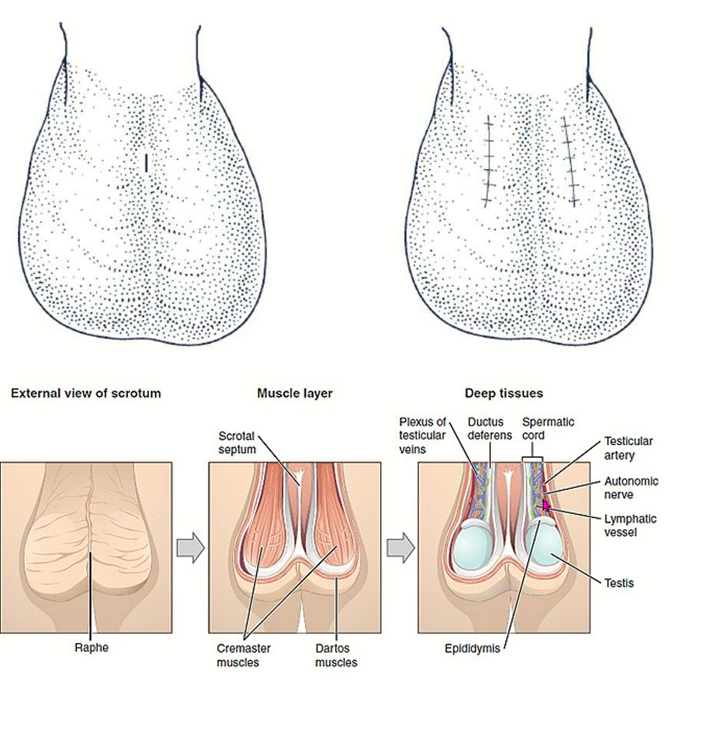 External view of scrotum
Muscle layer
Deep tissues
Scrotal
septum
Plexus of
testicular
veins
Ductus
deferens
Spermatic
cord
Testicular
artery
Autonomic
nerve
Lymphatic
vessel
Testis
Raphe
Cremaster
muscles
Dartos
muscles
Epididymis